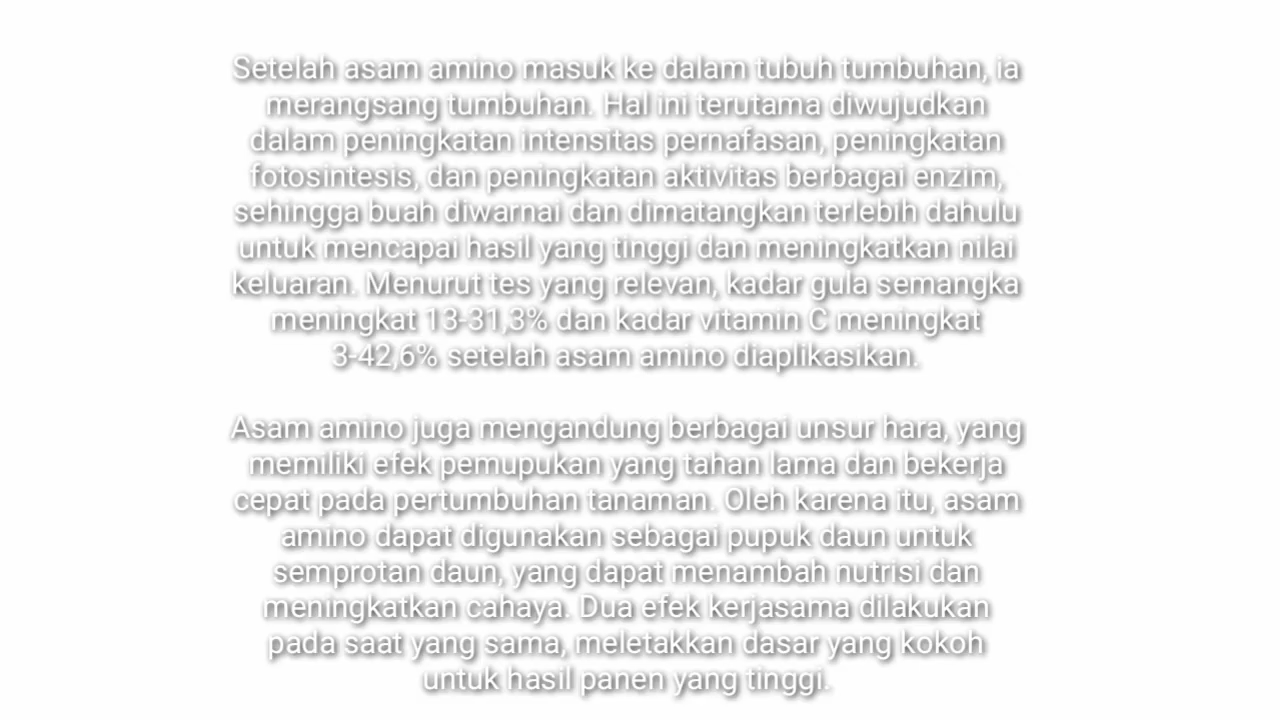 Setelah asam amino masuk ke dalam tubuh tumbuhan, ia
merangsang tumbuhan. Hal ini terutama diwujudkan
dalam peningkatan intensitas pernafasan, peningkatan
fotosintesis, dan peningkatan aktivitas berbagai enzim,
sehingga buah diwarnai dan dimatangkan terlebih dahulu
untuk mencapai hasil yang tinggi dan meningkatkan nilai
keluaran. Menurut tes yang relevan, kadar gula semangka
meningkat 13-31,3% dan kadar vitamin C meningkat
3-42,6% setelah asam amino diaplikasikan.
Asam amino juga mengandung berbagai unsur hara, yang
memiliki efek pemupukan yang tahan lama dan bekerja
cepat pada pertumbuhan tanaman. Oleh karena itu, asam
amino dapat digunakan sebagai pupuk daun untuk
semprotan daun, yang dapat menambah nutrisi dan
meningkatkan cahaya. Dua efek kerjasama dilakukan
pada saat yang sama, meletakkan dasar yang kokoh
untuk hasil panen yang tinggi.